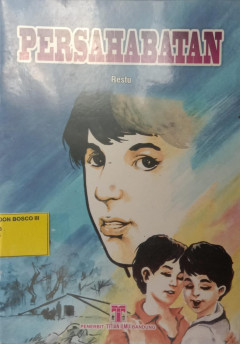 PERSAHABATAN
Restu
DON BOSCO III
PENERBIT TITIAN ILMU BANDUNG